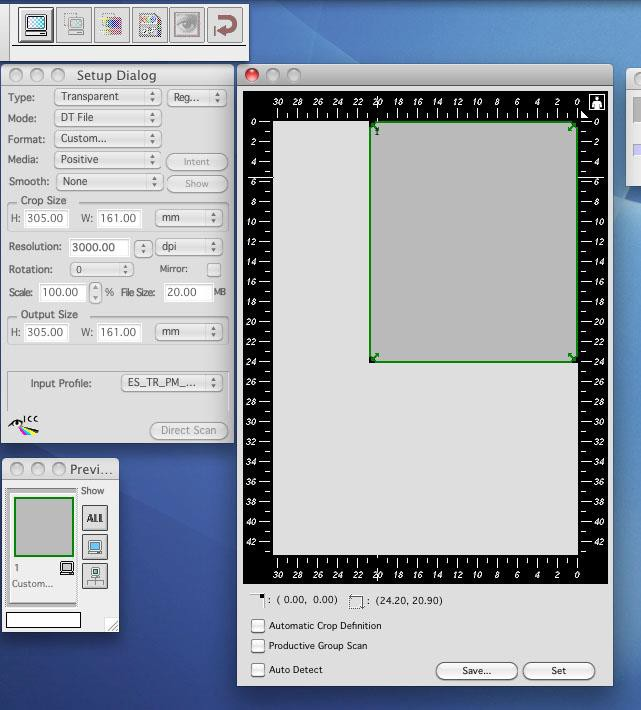 Setup Dialog
Type: Transparent Reg...
Mode: DT File
Format: Custom...
Media: Positive Intent
Smooth: None Show
Crop Size
H: 305.00 W: 161.00 mm
Resolution: 3000.00 dpi
Rotation: 0 Mirror:
Scale: 100.00 % File Size: 20.00 MB
Output Size
H: 305.00 W: 161.00 mm
Input Profile: ES_TR_PM_...
ICC
Direct Scan
Previ...
Show
ALL
1
Custom...
30 28 26 24 22 20 18 16 14 12 10 8 6 4 2 0
0 0
2 2
4 4
6 6
8 8
10 10
12 12
14 14
16 16
18 18
20 20
22 22
24 24
26 26
28 28
30 30
32 32
34 34
36 36
38 38
40 40
42 42
1
30 28 26 24 22 20 18 16 14 12 10 8 6 4 2 0
: ( 0.00, 0.00) : (24.20, 20.90)
Automatic Crop Definition
Productive Group Scan
Auto Detect Save... Set